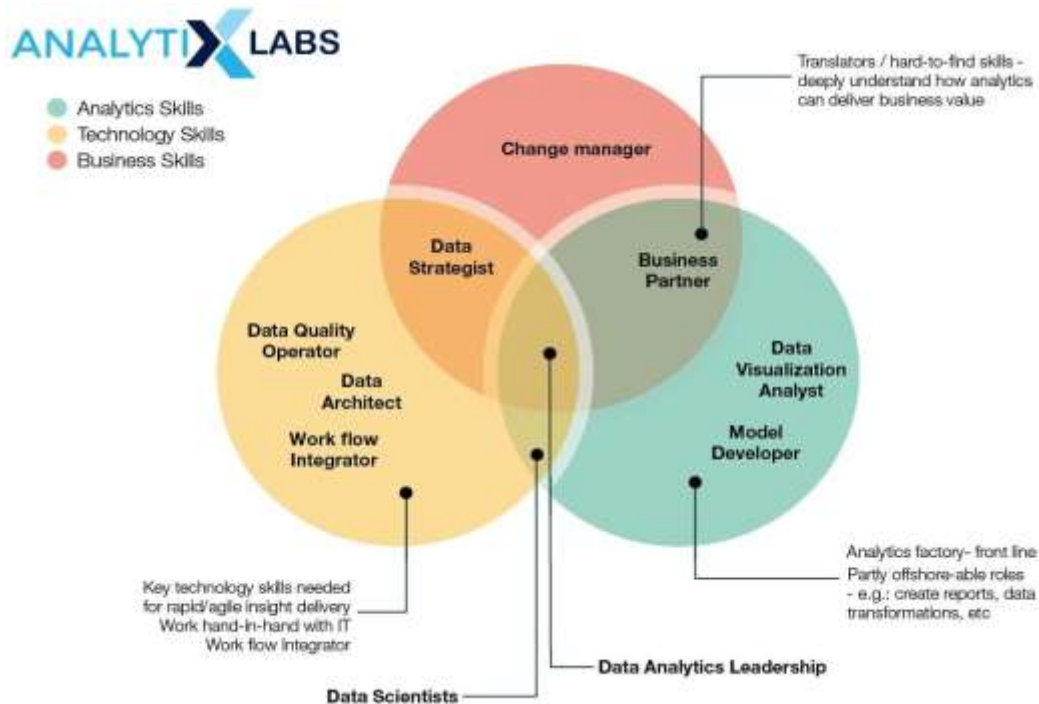 ANALYTIX LABS
Analytics Skills
Technology Skills
Business Skills
Translators / hard-to-find skills -
deeply understand how analytics
can deliver business value
Change manager
Data
Strategist
Business
Partner
Data Quality
Operator
Data
Architect
Work flow
Integrator
Data
Visualization
Analyst
Model
Developer
Key technology skills needed
for rapid/agile insight delivery
Work hand-in-hand with IT
Work flow integrator
Analytics factory- front line
Partly offshore-able roles
- e.g.: create reports, data
transformations, etc
Data Analytics Leadership
Data Scientists